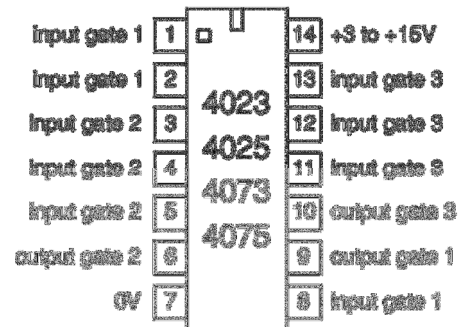 input gate 1 1 14 +3 to +15V
input gate 1 2 13 input gate 3
input gate 2 3 4023 12 input gate 3
input gate 2 4 4025 11 input gate 3
input gate 2 5 4073 10 output gate 3
output gate 2 6 4075 9 output gate 1
0V 7 8 input gate 1